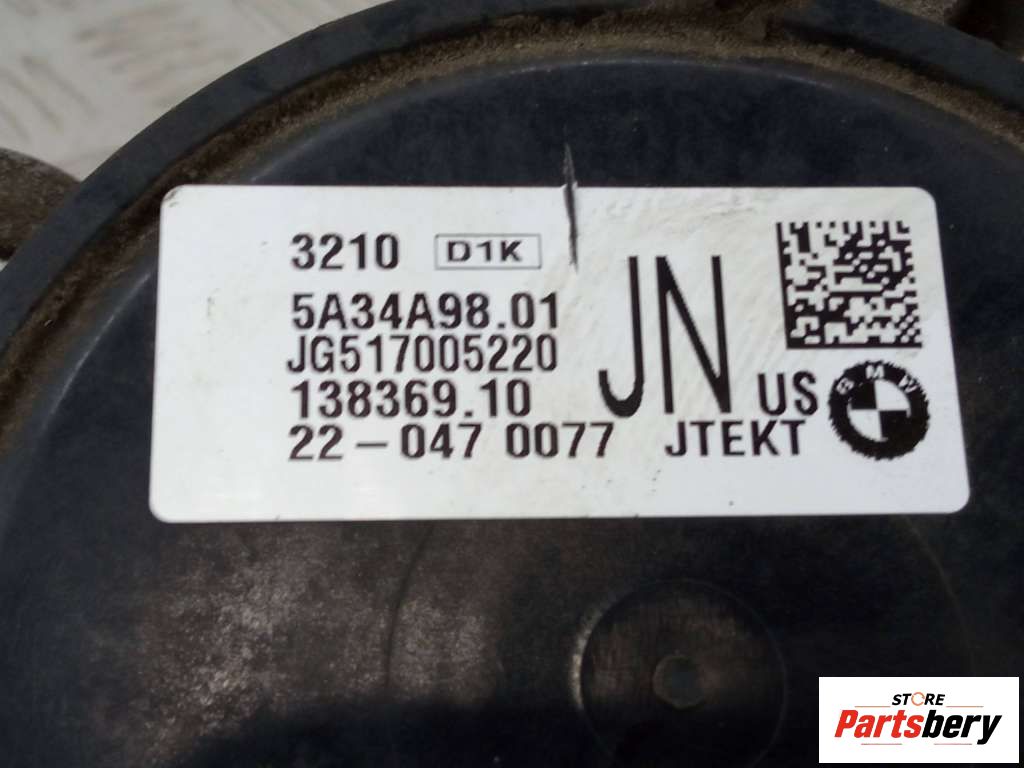 3210 D1K
5A34A98.01
JG517005220
138369.10
22-047 0077
JN
US
JTEKT
BMW
STORE
Partsbery